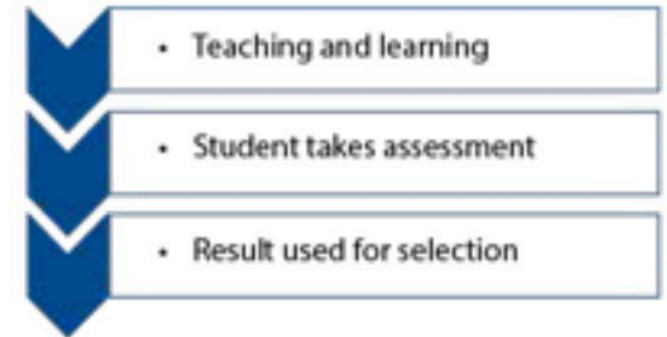 • Teaching and learning
• Student takes assessment
• Result used for selection